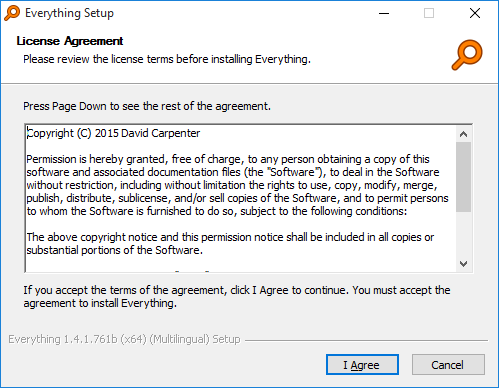 Everything Setup
License Agreement
Please review the license terms before installing Everything.
Press Page Down to see the rest of the agreement.
Copyright (C) 2015 David Carpenter
Permission is hereby granted, free of charge, to any person obtaining a copy of this
software and associated documentation files (the "Software"), to deal in the Software
without restriction, including without limitation the rights to use, copy, modify, merge,
publish, distribute, sublicense, and/or sell copies of the Software, and to permit persons
to whom the Software is furnished to do so, subject to the following conditions:
The above copyright notice and this permission notice shall be included in all copies or
substantial portions of the Software.
If you accept the terms of the agreement, click I Agree to continue. You must accept the
agreement to install Everything.
Everything 1.4.1.761b (x64) (Multilingual) Setup
I Agree
Cancel